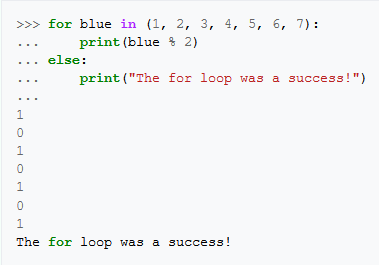 >>> for blue in (1, 2, 3, 4, 5, 6, 7):
...     print(blue % 2)
... else:
...     print("The for loop was a success!")
...
1
0
1
0
1
0
1
The for loop was a success!